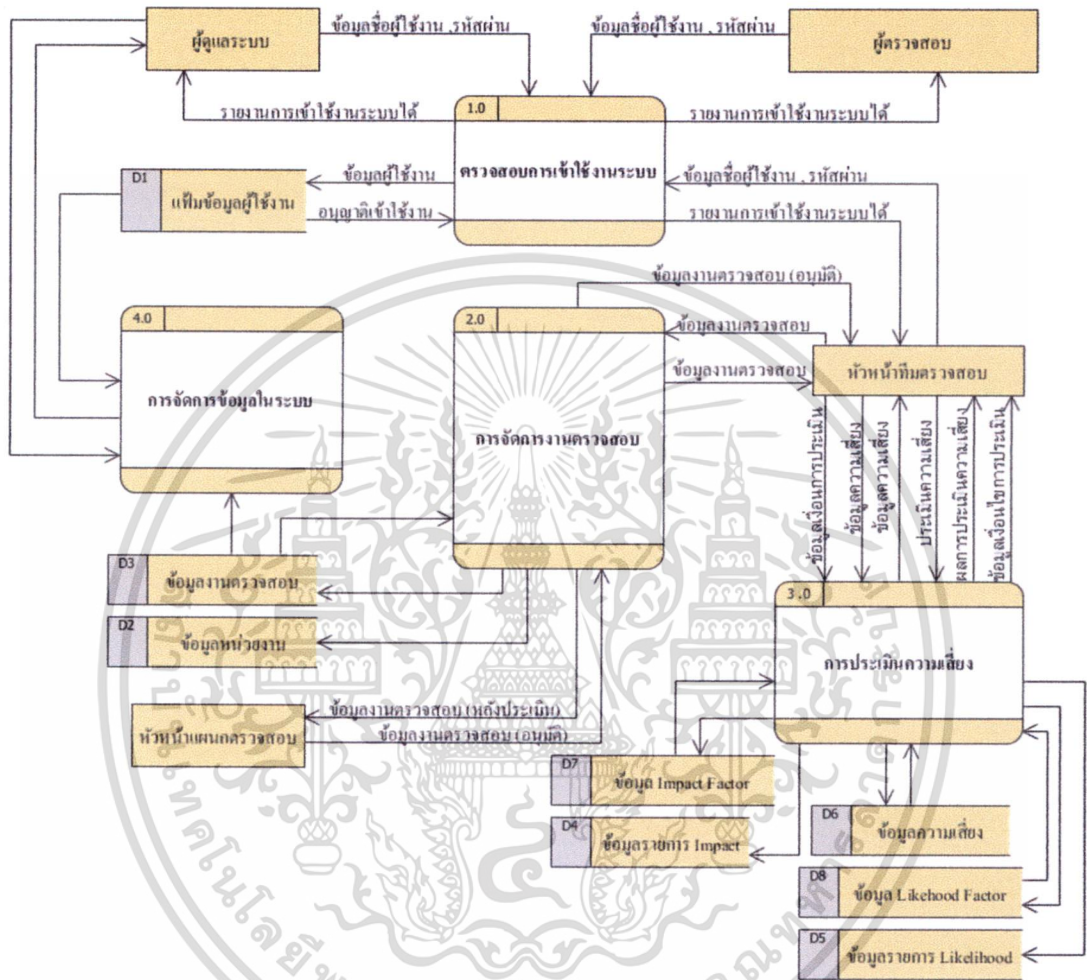 ผู้ดูแลระบบ
ข้อมูลชื่อผู้ใช้งาน ,รหัสผ่าน
ข้อมูลชื่อผู้ใช้งาน , รหัสผ่าน
ผู้ตรวจสอบ
รายงานการเข้าใช้งานระบบได้
1.0
รายงานการเข้าใช้งานระบบได้
ตรวจสอบการเข้าใช้งานระบบ
D1
แฟ้มข้อมูลผู้ใช้งาน
ข้อมูลผู้ใช้งาน
อนุญาติเข้าใช้งาน
ข้อมูลชื่อผู้ใช้งาน , รหัสผ่าน
รายงานการเข้าใช้งานระบบได้
ข้อมูลงานตรวจสอบ (อนุมัติ)
4.0
การจัดการข้อมูลในระบบ
2.0
การจัดการงานตรวจสอบ
ข้อมูลงานตรวจสอบ
ข้อมูลงานตรวจสอบ
หัวหน้าทีมตรวจสอบ
ข้อมูลเงื่อนการประเมิน
ข้อมูลความเสี่ยง
ข้อมูลความเสี่ยง
ประเมินความเสี่ยง
ผลการประเมินความเสี่ยง
ข้อมูลเงื่อนไขการประเมิน
D3
ข้อมูลงานตรวจสอบ
D2
ข้อมูลหน่วยงาน
3.0
การประเมินความเสี่ยง
หัวหน้าแผนกตรวจสอบ
ข้อมูลงานตรวจสอบ (หลังประเมิน)
ข้อมูลงานตรวจสอบ (อนุมัติ)
D7
ข้อมูล Impact Factor
D4
ข้อมูลรายการ Impact
D6
ข้อมูลความเสี่ยง
D8
ข้อมูล Likehood Factor
D5
ข้อมูลรายการ Likelihood